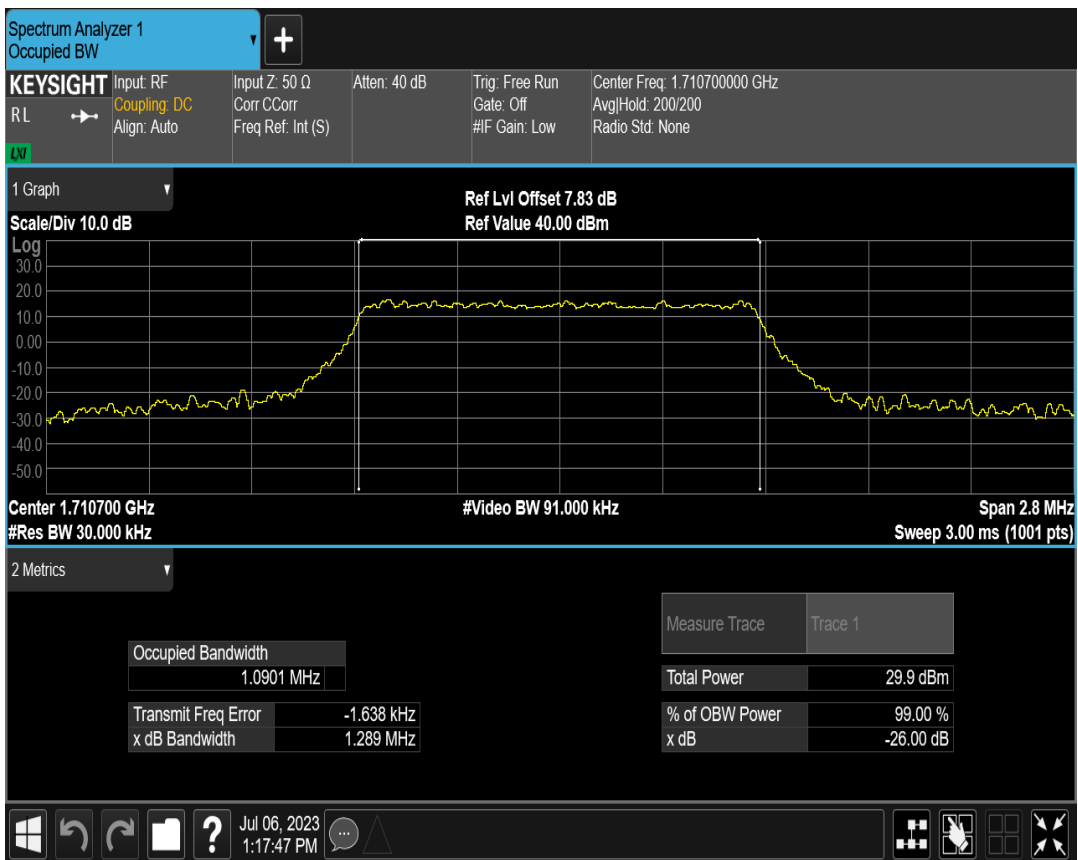 Spectrum Analyzer 1
Occupied BW
+
KEYSIGHT
RL
LXI
Input: RF
Coupling: DC
Align: Auto
Input Z: 50 Ω
Corr CCorr
Freq Ref: Int (S)
Atten: 40 dB
Trig: Free Run
Gate: Off
#IF Gain: Low
Center Freq: 1.710700000 GHz
Avg|Hold: 200/200
Radio Std: None
1 Graph
Scale/Div 10.0 dB
Ref Lvl Offset 7.83 dB
Ref Value 40.00 dBm
Log
30.0
20.0
10.0
0.00
-10.0
-20.0
-30.0
-40.0
-50.0
Center 1.710700 GHz
#Video BW 91.000 kHz
Span 2.8 MHz
#Res BW 30.000 kHz
Sweep 3.00 ms (1001 pts)
2 Metrics
Measure Trace
Trace 1
Occupied Bandwidth
1.0901 MHz
Total Power
29.9 dBm
Transmit Freq Error
-1.638 kHz
% of OBW Power
99.00 %
x dB Bandwidth
1.289 MHz
x dB
-26.00 dB
?
Jul 06, 2023
1:17:47 PM